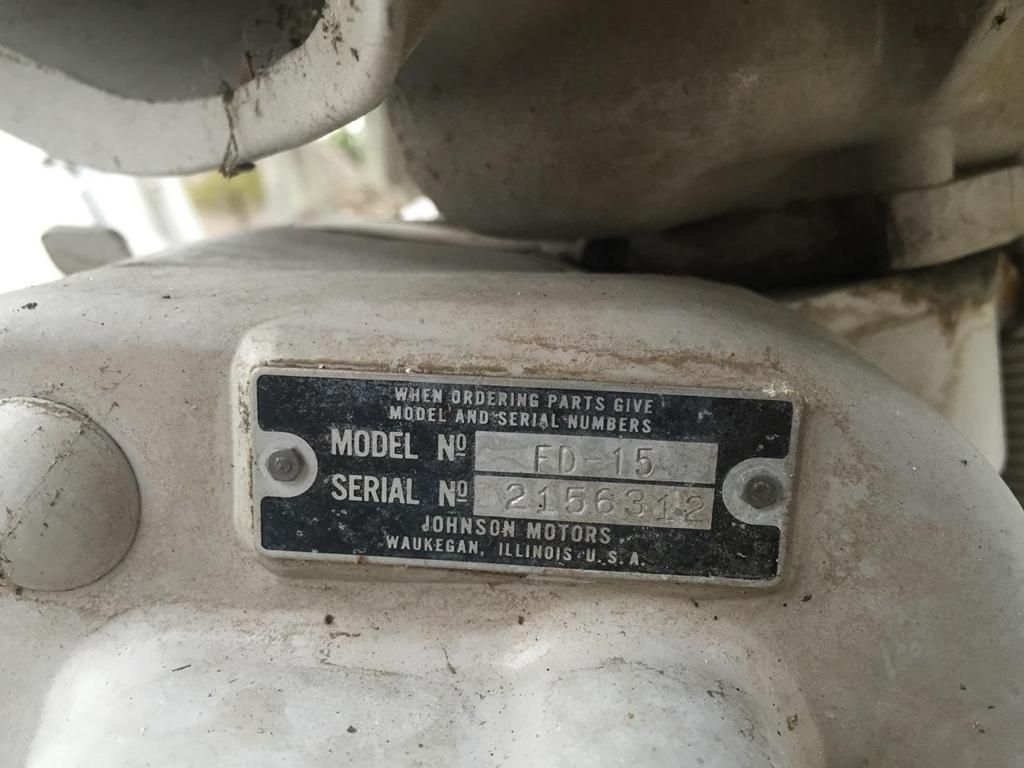 WHEN ORDERING PARTS GIVE
MODEL AND SERIAL NUMBERS
MODEL Nº FD-15
SERIAL Nº 2156312
JOHNSON MOTORS
WAUKEGAN, ILLINOIS U.S.A.